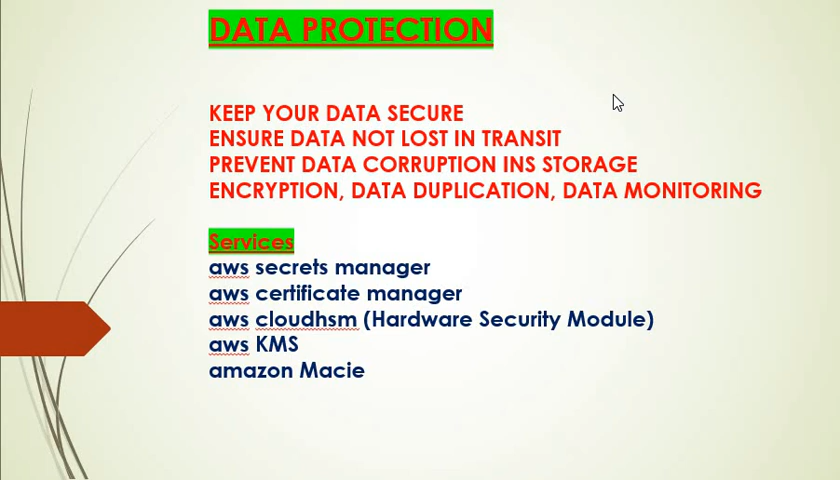 DATA PROTECTION
KEEP YOUR DATA SECURE
ENSURE DATA NOT LOST IN TRANSIT
PREVENT DATA CORRUPTION INS STORAGE
ENCRYPTION, DATA DUPLICATION, DATA MONITORING
Services
aws secrets manager
aws certificate manager
aws cloudhsm (Hardware Security Module)
aws KMS
amazon Macie